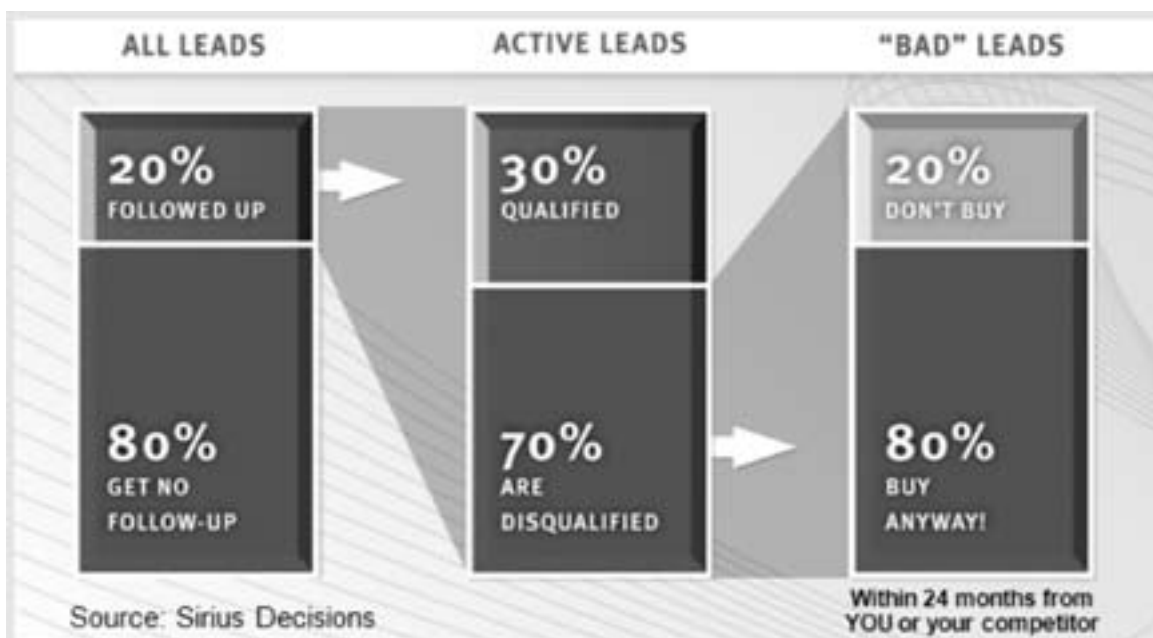 ALL LEADS
ACTIVE LEADS
“BAD” LEADS
20%
FOLLOWED UP
80%
GET NO
FOLLOW-UP
30%
QUALIFIED
70%
ARE
DISQUALIFIED
20%
DON'T BUY
80%
BUY
ANYWAY!
Source: Sirius Decisions
Within 24 months from
YOU or your competitor